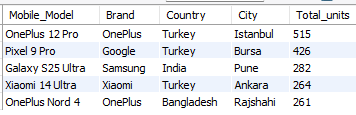 Mobile_Model Brand Country City Total_units
OnePlus 12 Pro OnePlus Turkey Istanbul 515
Pixel 9 Pro Google Turkey Bursa 426
Galaxy S25 Ultra Samsung India Pune 282
Xiaomi 14 Ultra Xiaomi Turkey Ankara 264
OnePlus Nord 4 OnePlus Bangladesh Rajshahi 261